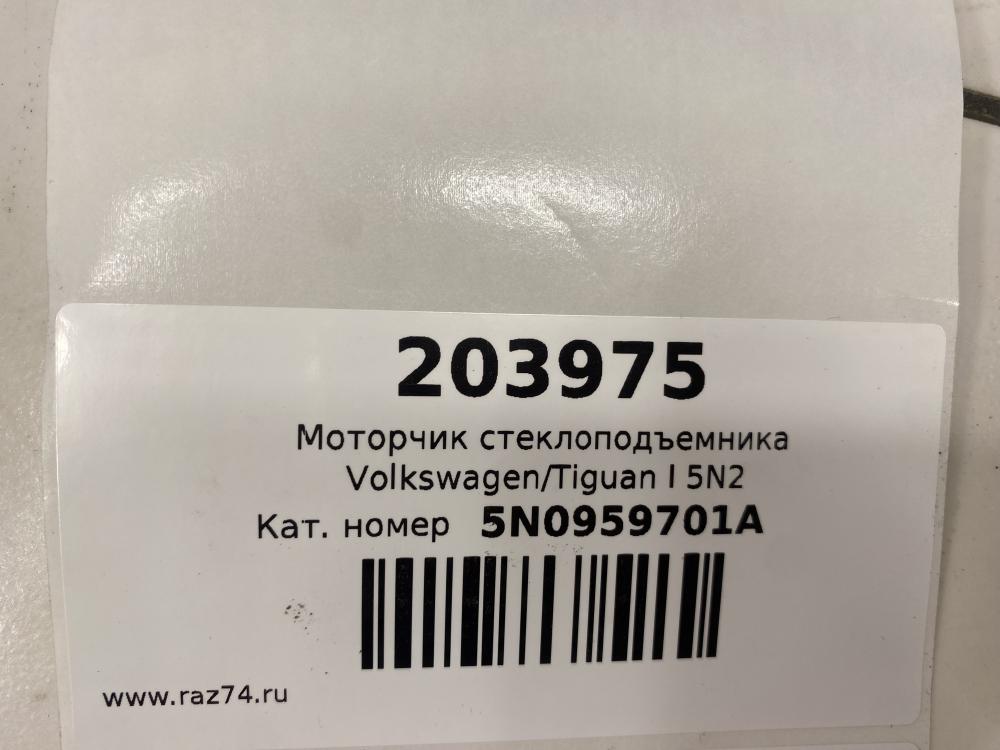 203975
Моторчик стеклоподъемника
Volkswagen/Tiguan I 5N2
Кат. номер 5N0959701A
www.raz74.ru